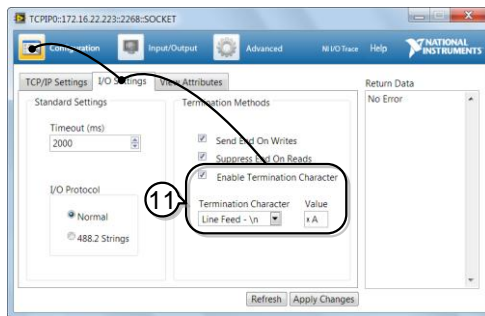 TCPIP0::172.16.22.223::2268::SOCKET
Configuration Input/Output Advanced NI I/O Trace Help NATIONAL INSTRUMENTS
TCP/IP Settings I/O Settings View Attributes
Return Data
No Error
Standard Settings
Timeout (ms)
2000
I/O Protocol
Normal
488.2 Strings
Termination Methods
Send End On Writes
Suppress End On Reads
Enable Termination Character
11
Termination Character Value
Line Feed - \n x A
Refresh Apply Changes